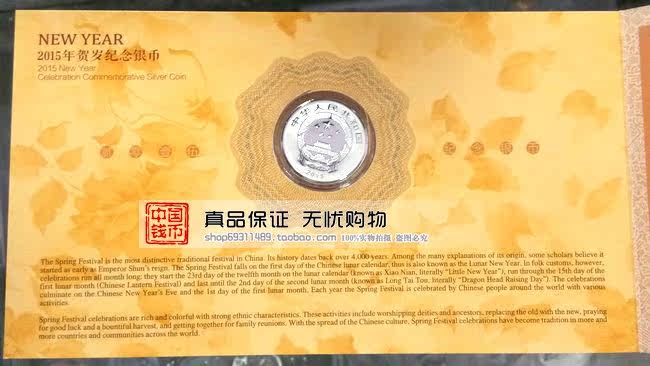 NEW YEAR
2015年贺岁纪念银币
2015 New Year
Celebration Commemorative Silver Coin
中华人民共和国
2015
贰零壹伍
纪念银币
中国
钱币
真品保证 无忧购物
shop69311489.taobao.com 100%实物拍摄 盗图必究
The Spring Festival is the most distinctive traditional festival in China. Its history dates back over 4,000 years. Among the many explanations of its origin, some scholars believe it
started as early as Emperor Shun's reign. The Spring Festival falls on the first day of the Chinese lunar calendar, thus is also known as the Lunar New Year. In folk customs, however,
celebrations run all month long; they start the 23rd day of the twelfth month on the lunar calendar (known as Xiao Nian, literally "Little New Year"), run through the 15th day of the
first lunar month (Chinese Lantern Festival) and last until the 2nd day of the second lunar month (known as Long Tai Tou, literally "Dragon Head Raising Day"). The celebrations
culminate on the Chinese New Year's Eve and the 1st day of the first lunar month. Each year the Spring Festival is celebrated by Chinese people around the world with various
activities.
Spring Festival celebrations are rich and colorful with strong ethnic characteristics. These activities include worshipping deities and ancestors, replacing the old with the new, praying
for good luck and a bountiful harvest, and getting together for family reunions. With the spread of the Chinese culture, Spring Festival celebrations have become tradition in more and
more countries and communities across the world.